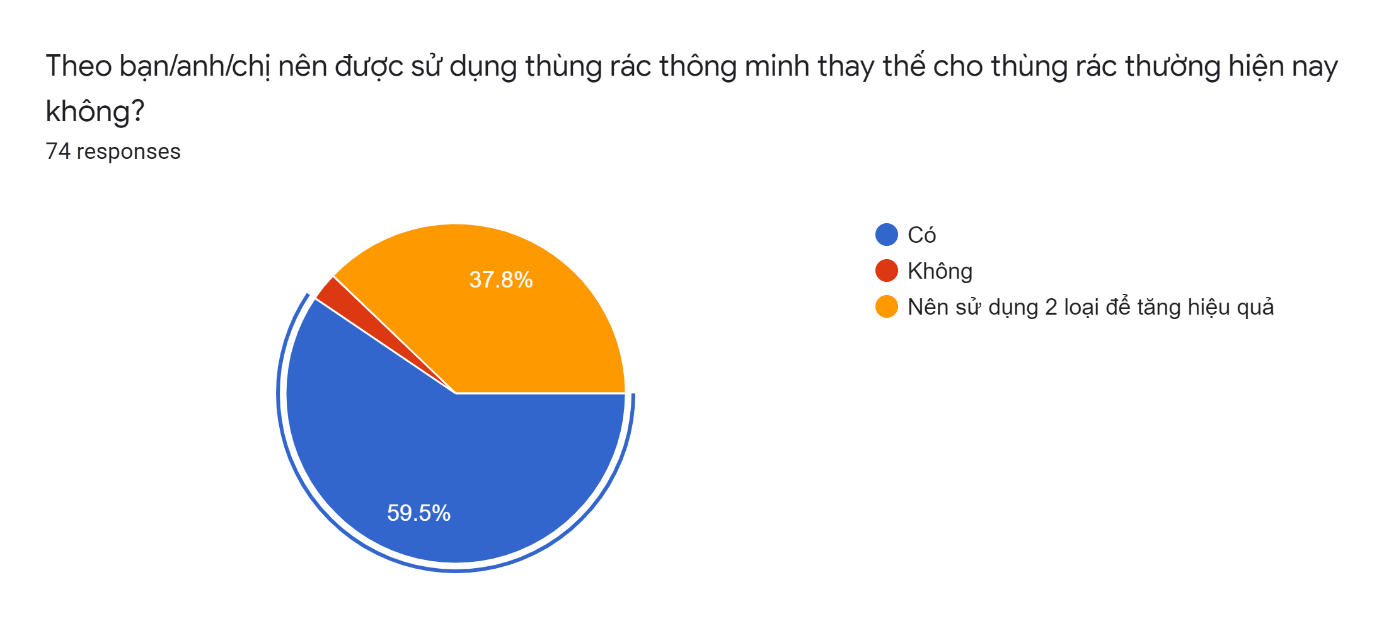 Theo bạn/anh/chị nên được sử dụng thùng rác thông minh thay thế cho thùng rác thường hiện nay
không?
74 responses
Có
Không
Nên sử dụng 2 loại để tăng hiệu quả
37.8%
59.5%